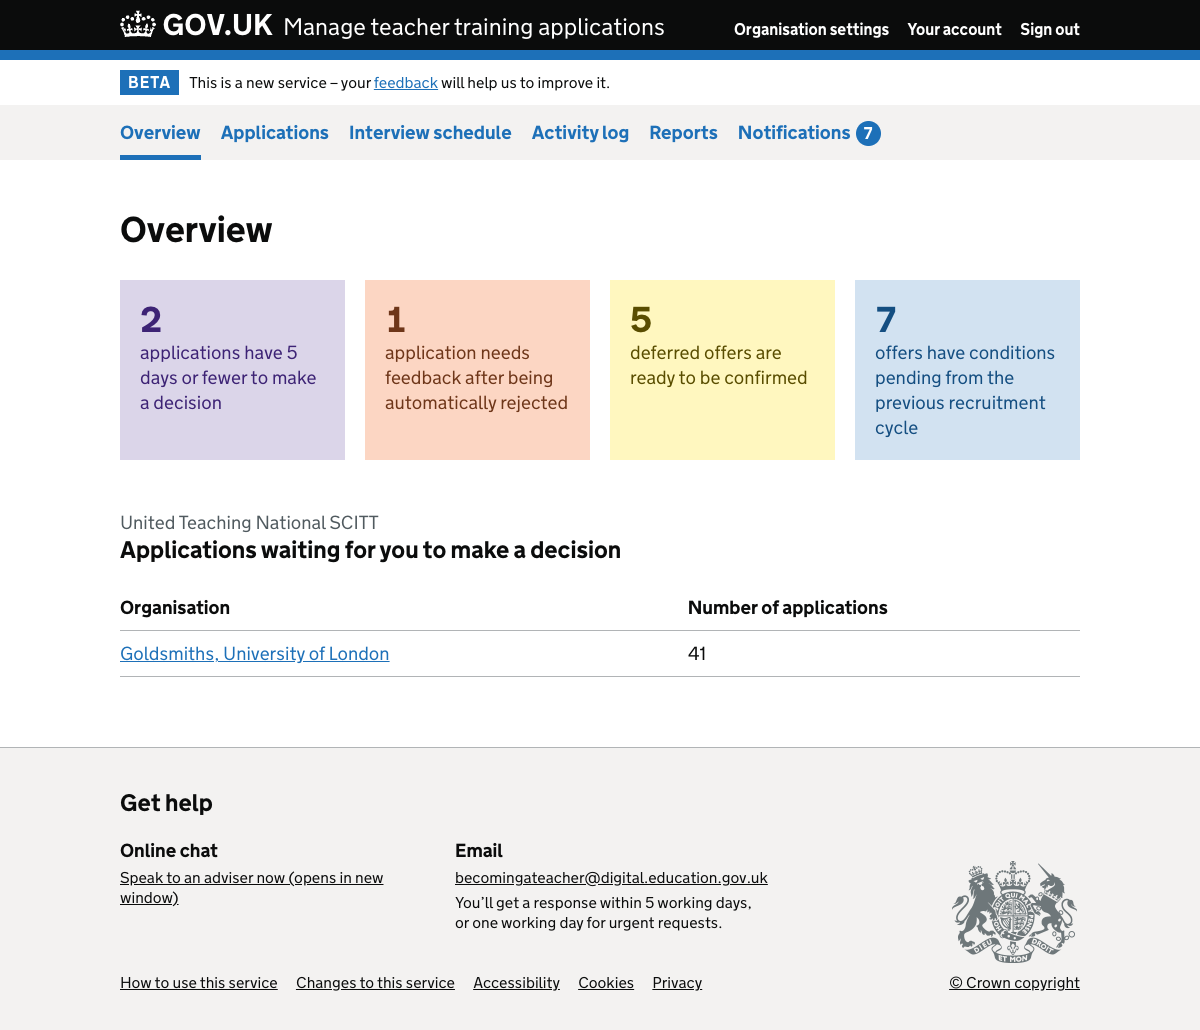 GOV.UK Manage teacher training applications
Organisation settings Your account Sign out
BETA This is a new service – your feedback will help us to improve it.
Overview Applications Interview schedule Activity log Reports Notifications 7
Overview
2
applications have 5
days or fewer to make
a decision
1
application needs
feedback after being
automatically rejected
5
deferred offers are
ready to be confirmed
7
offers have conditions
pending from the
previous recruitment
cycle
United Teaching National SCITT
Applications waiting for you to make a decision
Organisation Number of applications
Goldsmiths, University of London 41
Get help
Online chat
Speak to an adviser now (opens in new
window)
Email
becomingateacher@digital.education.gov.uk
You’ll get a response within 5 working days,
or one working day for urgent requests.
DIEU ET MON DROIT
How to use this service Changes to this service Accessibility Cookies Privacy
© Crown copyright